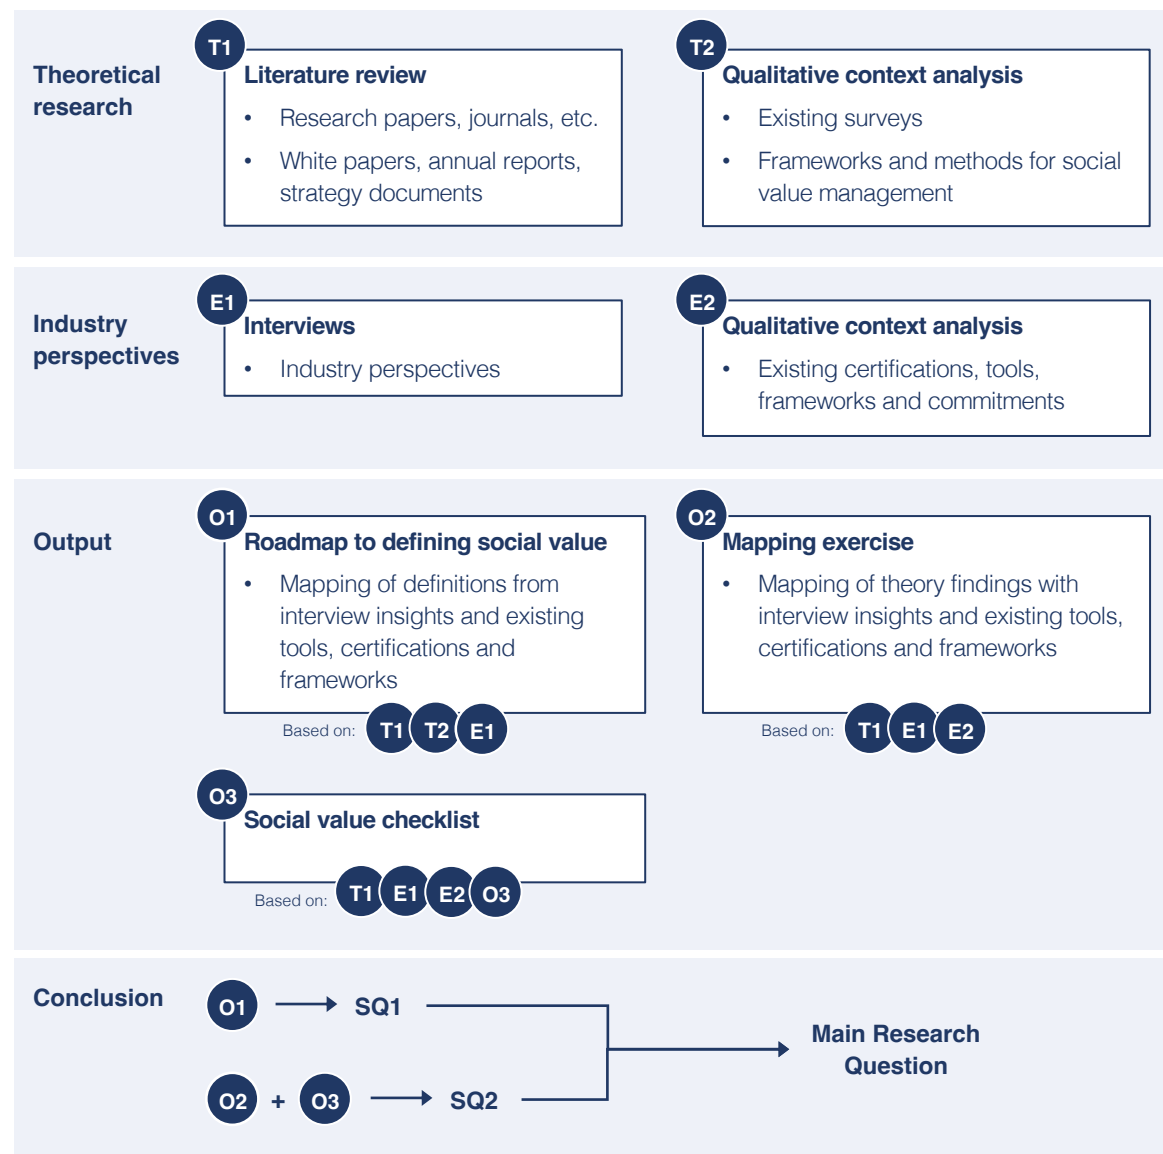 Theoretical
research
T1
Literature review
• Research papers, journals, etc.
• White papers, annual reports,
strategy documents
T2
Qualitative context analysis
• Existing surveys
• Frameworks and methods for social
value management
Industry
perspectives
E1
Interviews
• Industry perspectives
E2
Qualitative context analysis
• Existing certifications, tools,
frameworks and commitments
Output
O1
Roadmap to defining social value
• Mapping of definitions from
interview insights and existing
tools, certifications and
frameworks
Based on: T1 T2 E1
O2
Mapping exercise
• Mapping of theory findings with
interview insights and existing tools,
certifications and frameworks
Based on: T1 E1 E2
O3
Social value checklist
Based on: T1 E1 E2 O3
Conclusion
O1 SQ1
O2 + O3 SQ2
Main Research
Question